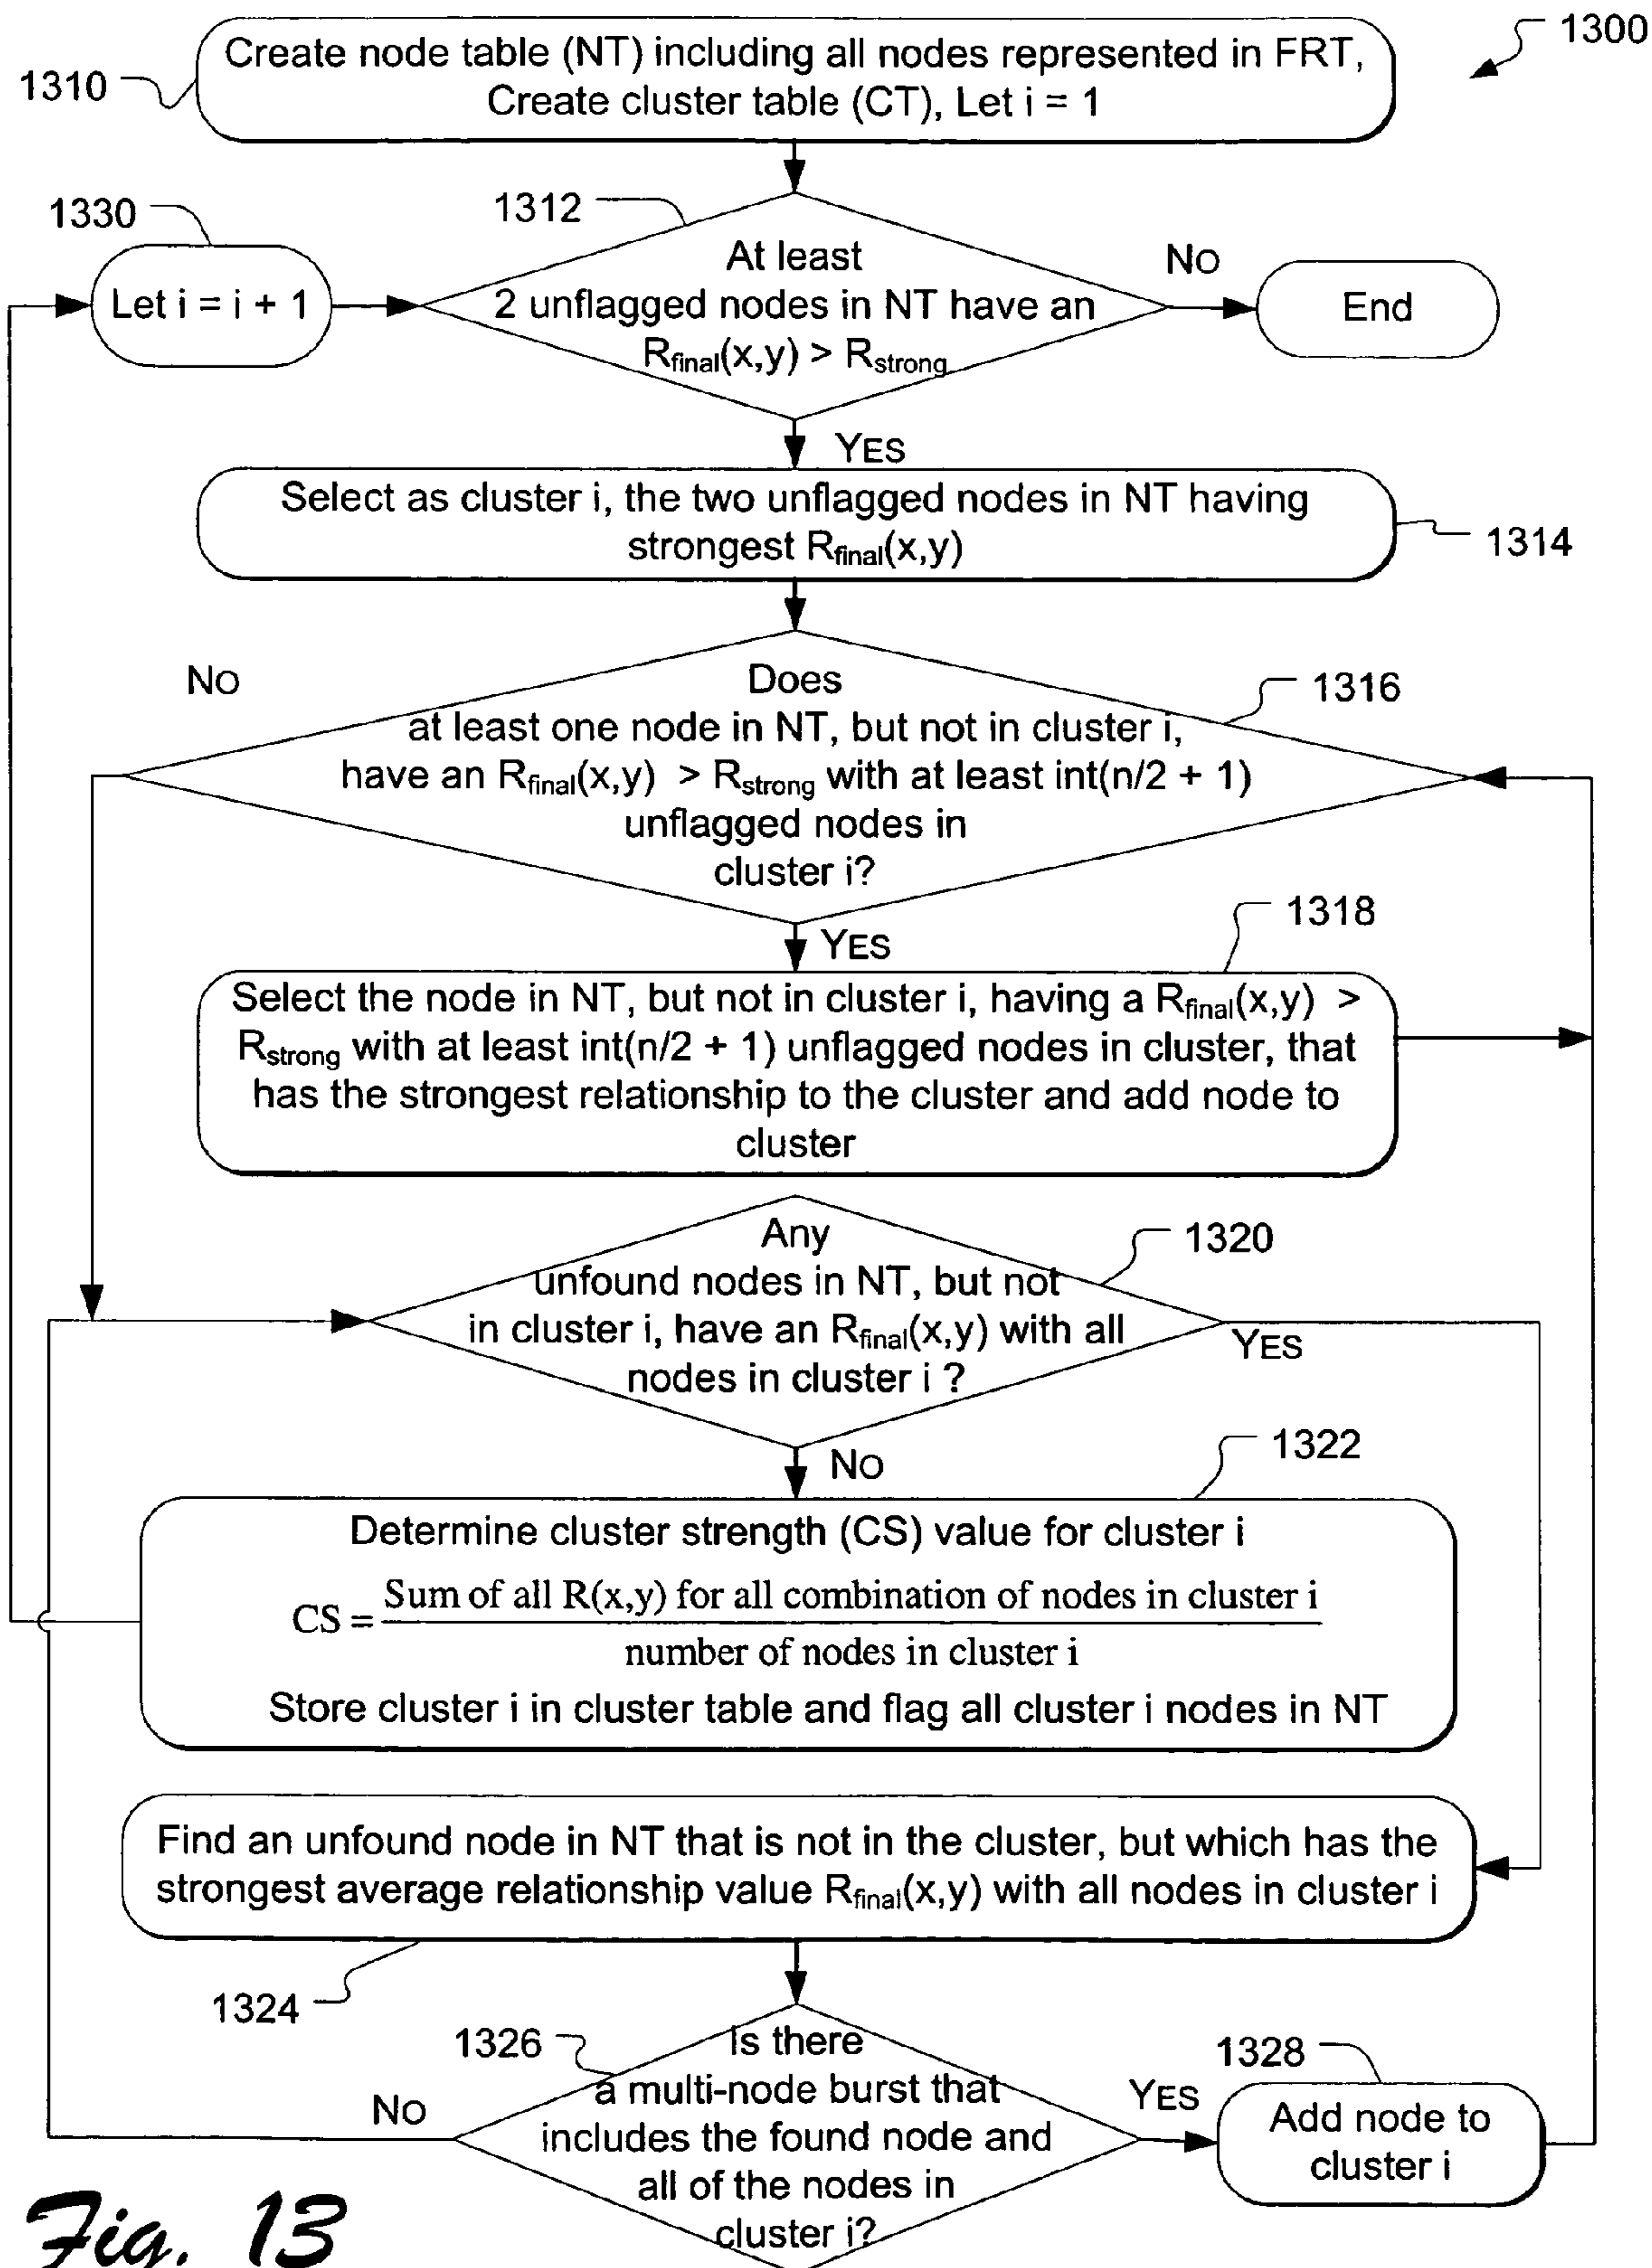 1300
1310
Create node table (NT) including all nodes represented in FRT,
Create cluster table (CT), Let i = 1
1330
Let i = i + 1
1312
At least
2 unflagged nodes in NT have an
Rfinal(x,y) > Rstrong
No
End
YES
Select as cluster i, the two unflagged nodes in NT having
strongest Rfinal(x,y)
1314
No
Does
at least one node in NT, but not in cluster i,
have an Rfinal(x,y) > Rstrong with at least int(n/2 + 1)
unflagged nodes in
cluster i?
1316
YES
1318
Select the node in NT, but not in cluster i, having a Rfinal(x,y) >
Rstrong with at least int(n/2 + 1) unflagged nodes in cluster, that
has the strongest relationship to the cluster and add node to
cluster
Any
unfound nodes in NT, but not
in cluster i, have an Rfinal(x,y) with all
nodes in cluster i ?
1320
YES
No
1322
Determine cluster strength (CS) value for cluster i
CS = Sum of all R(x,y) for all combination of nodes in cluster i
number of nodes in cluster i
Store cluster i in cluster table and flag all cluster i nodes in NT
Find an unfound node in NT that is not in the cluster, but which has the
strongest average relationship value Rfinal(x,y) with all nodes in cluster i
1324
1326
Is there
a multi-node burst that
includes the found node and
all of the nodes in
cluster i?
No
YES
1328
Add node to
cluster i
Fig. 13